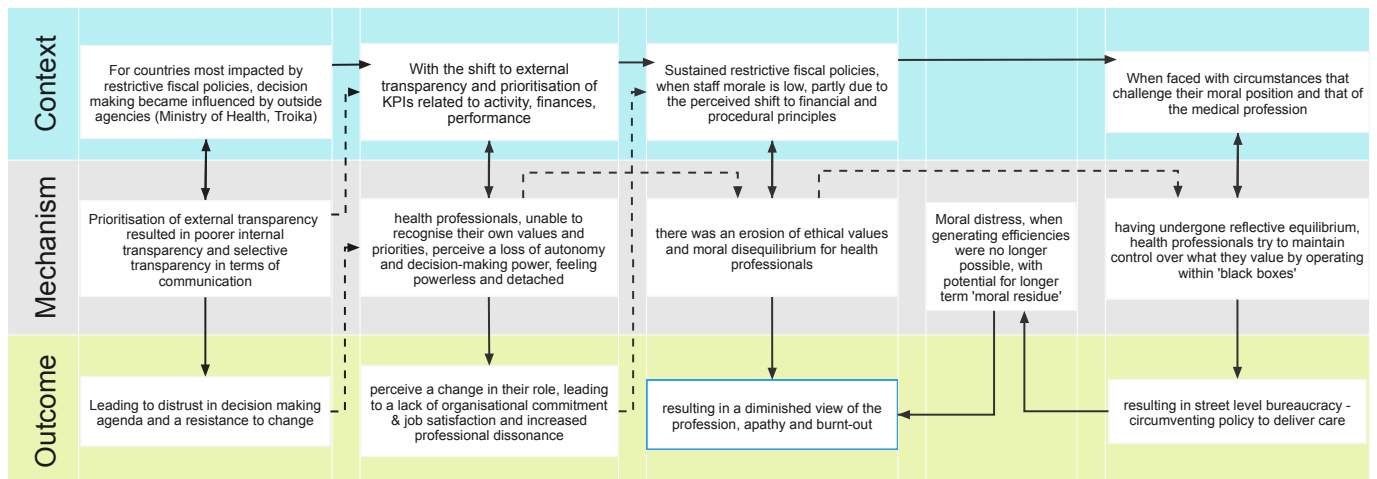 Context
For countries most impacted by
restrictive fiscal policies, decision
making became influenced by outside
agencies (Ministry of Health, Troika)
With the shift to external
transparency and prioritisation of
KPIs related to activity, finances,
performance
Sustained restrictive fiscal policies,
when staff morale is low, partly due to
the perceived shift to financial and
procedural principles
When faced with circumstances that
challenge their moral position and that
of the medical profession
Mechanism
Prioritisation of external transparency
resulted in poorer internal
transparency and selective
transparency in terms of
communication
health professionals, unable to
recognise their own values and
priorities, perceive a loss of autonomy
and decision-making power, feeling
powerless and detached
there was an erosion of ethical values
and moral disequilibrium for health
professionals
Moral distress, when
generating efficiencies
were no longer
possible, with
potential for longer
term 'moral residue'
having undergone reflective equilibrium,
health professionals try to maintain
control over what they value by operating
within 'black boxes'
Outcome
Leading to distrust in decision making
agenda and a resistance to change
perceive a change in their role, leading
to a lack of organisational commitment
& job satisfaction and increased
professional dissonance
resulting in a diminished view of the
profession, apathy and burnt-out
resulting in street level bureaucracy -
circumventing policy to deliver care